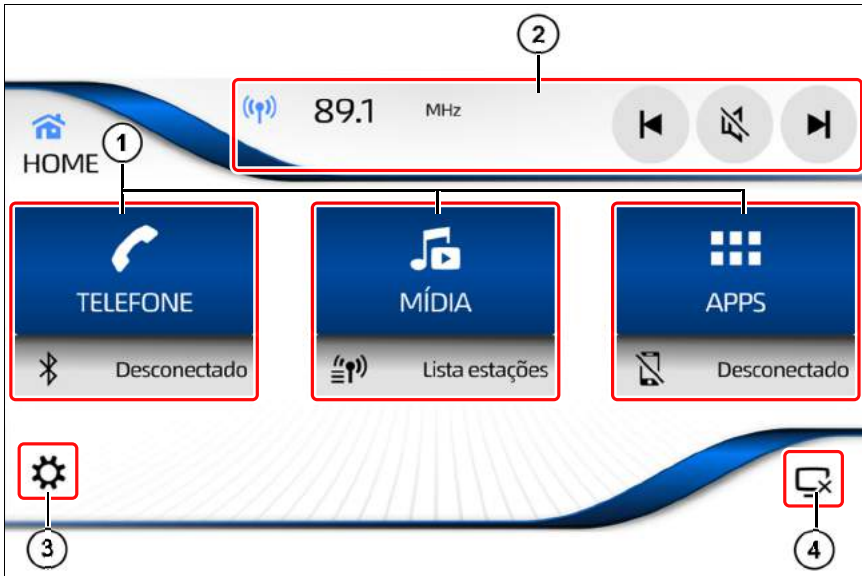 2
89.1 MHz
HOME
1
TELEFONE
MÍDIA
APPS
Desconectado
Lista estações
Desconectado
3
4